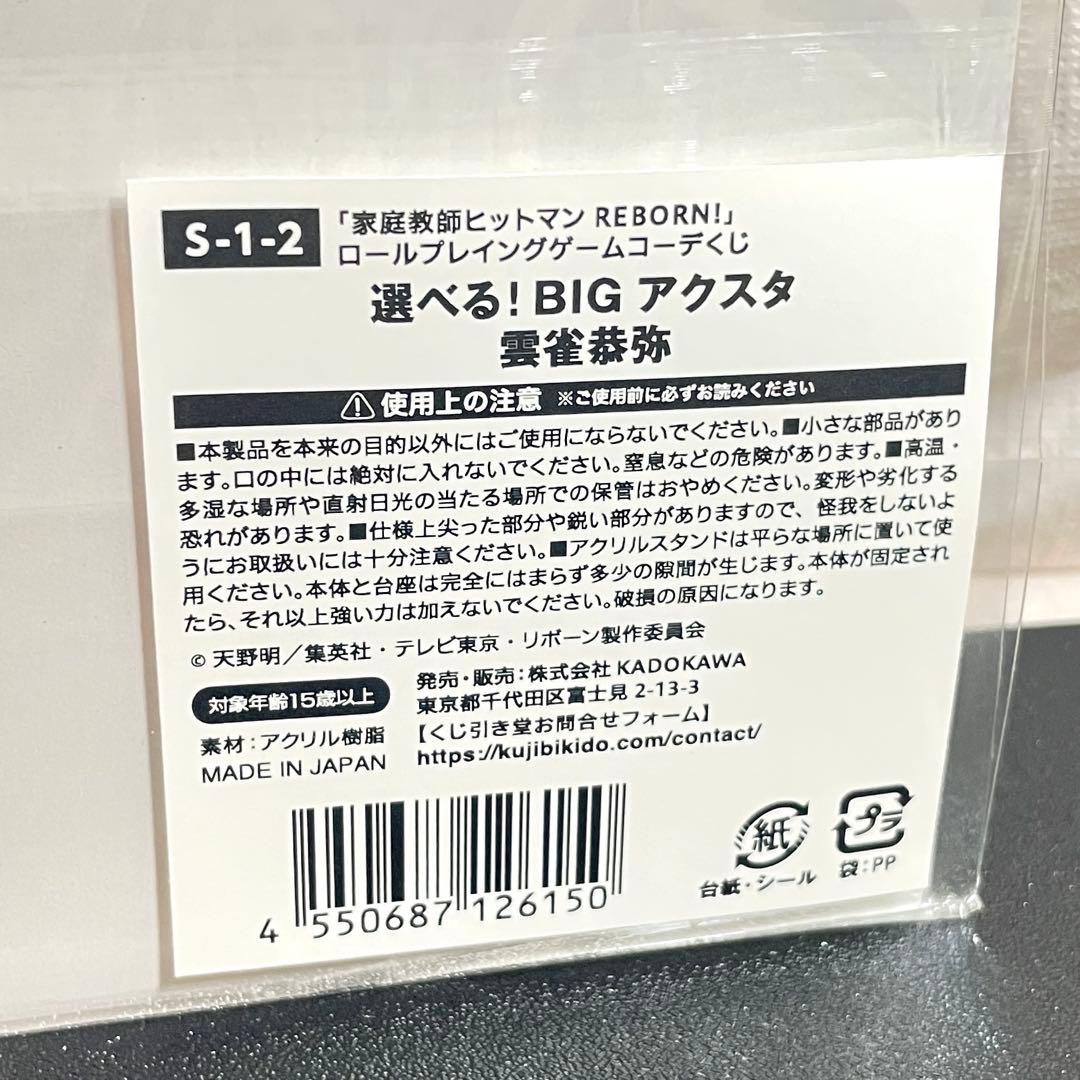 S-1-2
「家庭教師ヒットマン REBORN!」
ロールプレイングゲームコーデくじ
選べる！BIG アクスタ
雲雀恭弥
⚠使用上の注意 ※ご使用前に必ずお読みください
■本製品を本来の目的以外にはご使用にならないでください。■小さな部品があり
ます。口の中には絶対に入れないでください。窒息などの危険があります。■高温・
多湿な場所や直射日光の当たる場所での保管はおやめください。変形や劣化する
恐れがあります。■仕様上尖った部分や鋭い部分がありますので、怪我をしないよ
うにお取扱いには十分注意ください。■アクリルスタンドは平らな場所に置いて使
用ください。本体と台座は完全にはまらず多少の隙間が生じます。本体が固定され
たら、それ以上強い力は加えないでください。破損の原因になります。
© 天野明／集英社・テレビ東京・リボーン製作委員会
対象年齢15歳以上
素材：アクリル樹脂
MADE IN JAPAN
発売・販売：株式会社 KADOKAWA
東京都千代田区富士見 2-13-3
【くじ引き堂お問合せフォーム】
https://kujibikido.com/contact/
4 550687 126150
紙
台紙・シール
プラ
袋：PP